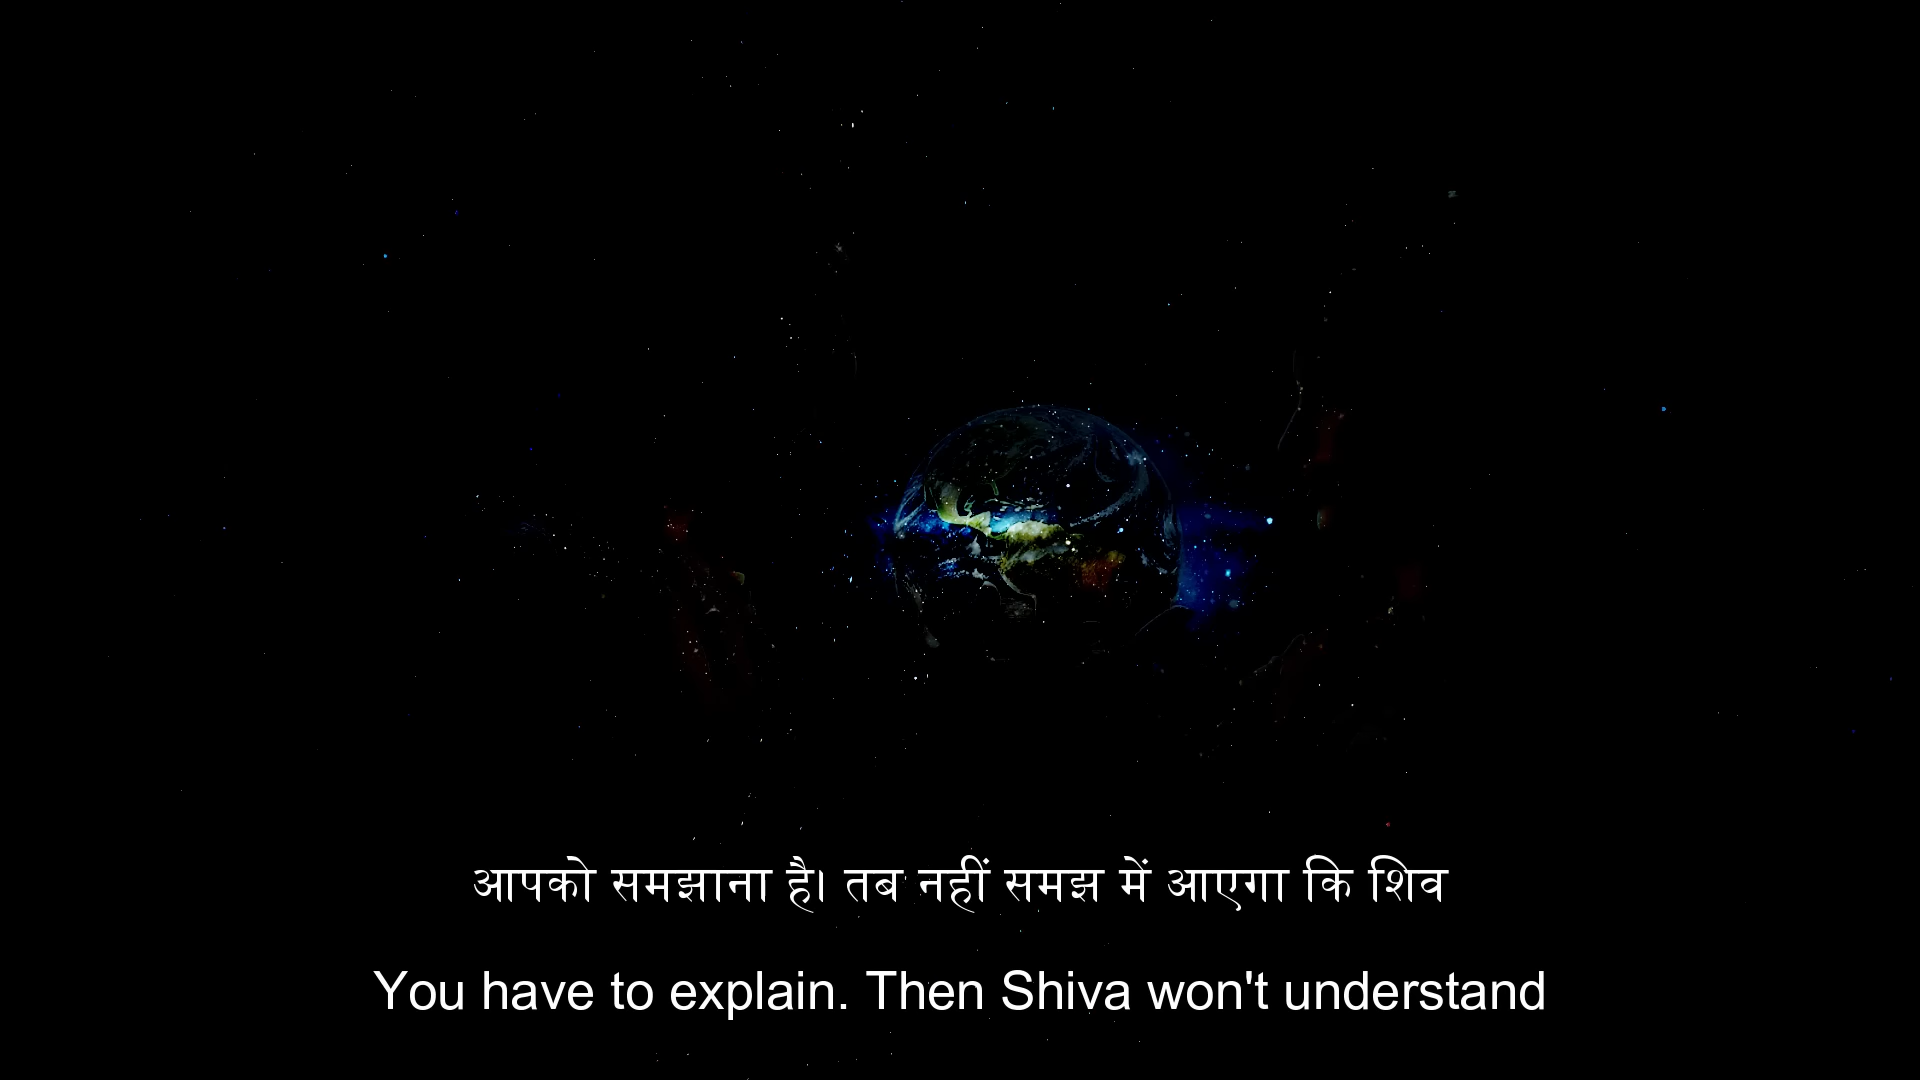 आपको समझाना है। तब नहीं समझ में आएगा कि शिव
You have to explain. Then Shiva won't understand